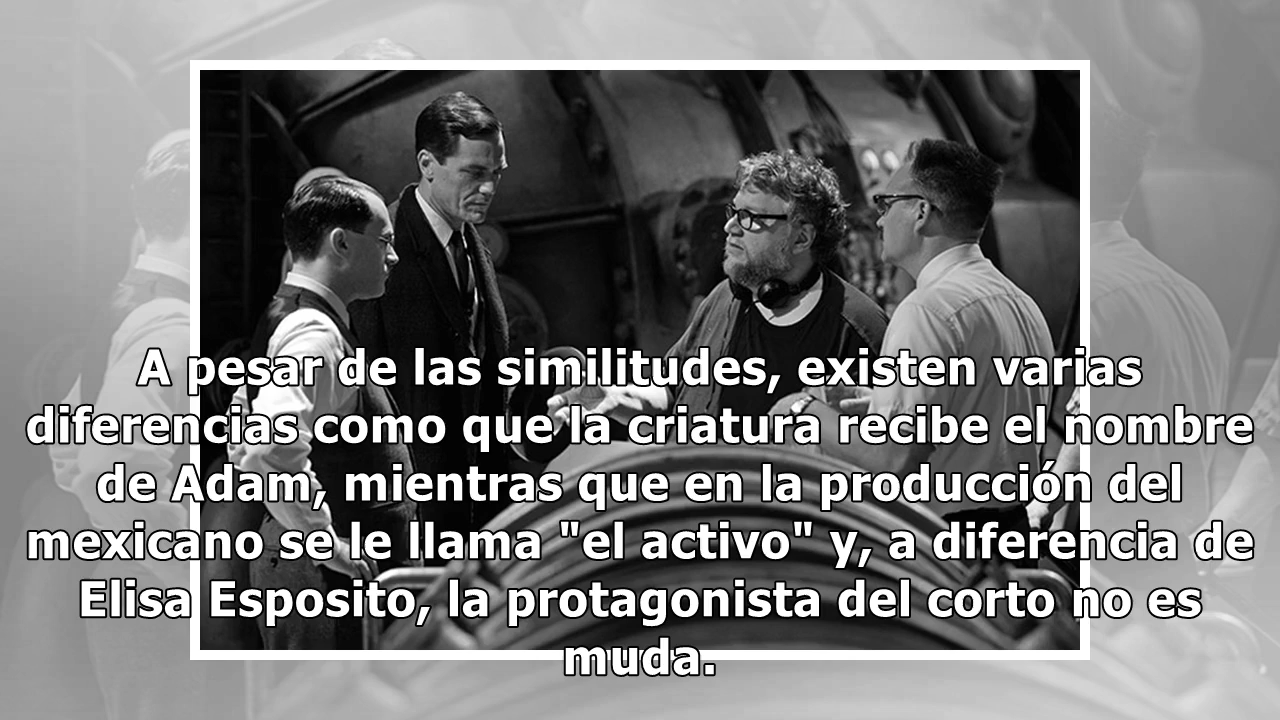 A pesar de las similitudes, existen varias
diferencias como que la criatura recibe el nombre
de Adam, mientras que en la producción del
mexicano se le llama "el activo" y, a diferencia de
Elisa Esposito, la protagonista del corto no es
muda.